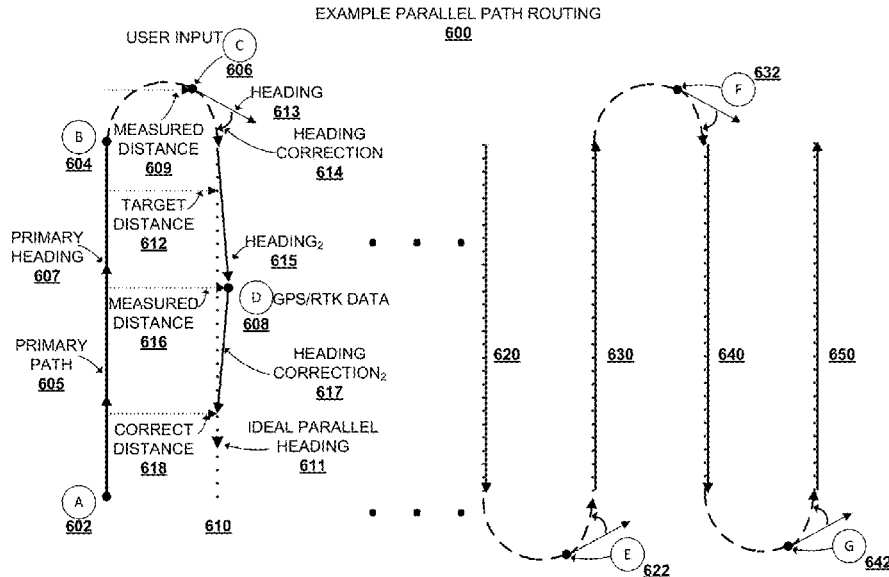 EXAMPLE PARALLEL PATH ROUTING
600
USER INPUT
C
606
HEADING
613
MEASURED
DISTANCE
609
HEADING
CORRECTION
614
B
604
TARGET
DISTANCE
612
PRIMARY
HEADING
607
HEADING₂
615
MEASURED
DISTANCE
616
D
GPS/RTK DATA
608
PRIMARY
PATH
605
HEADING
CORRECTION₂
617
CORRECT
DISTANCE
618
IDEAL PARALLEL
HEADING
611
A
602
610
620
630
640
650
F
632
E
622
G
642